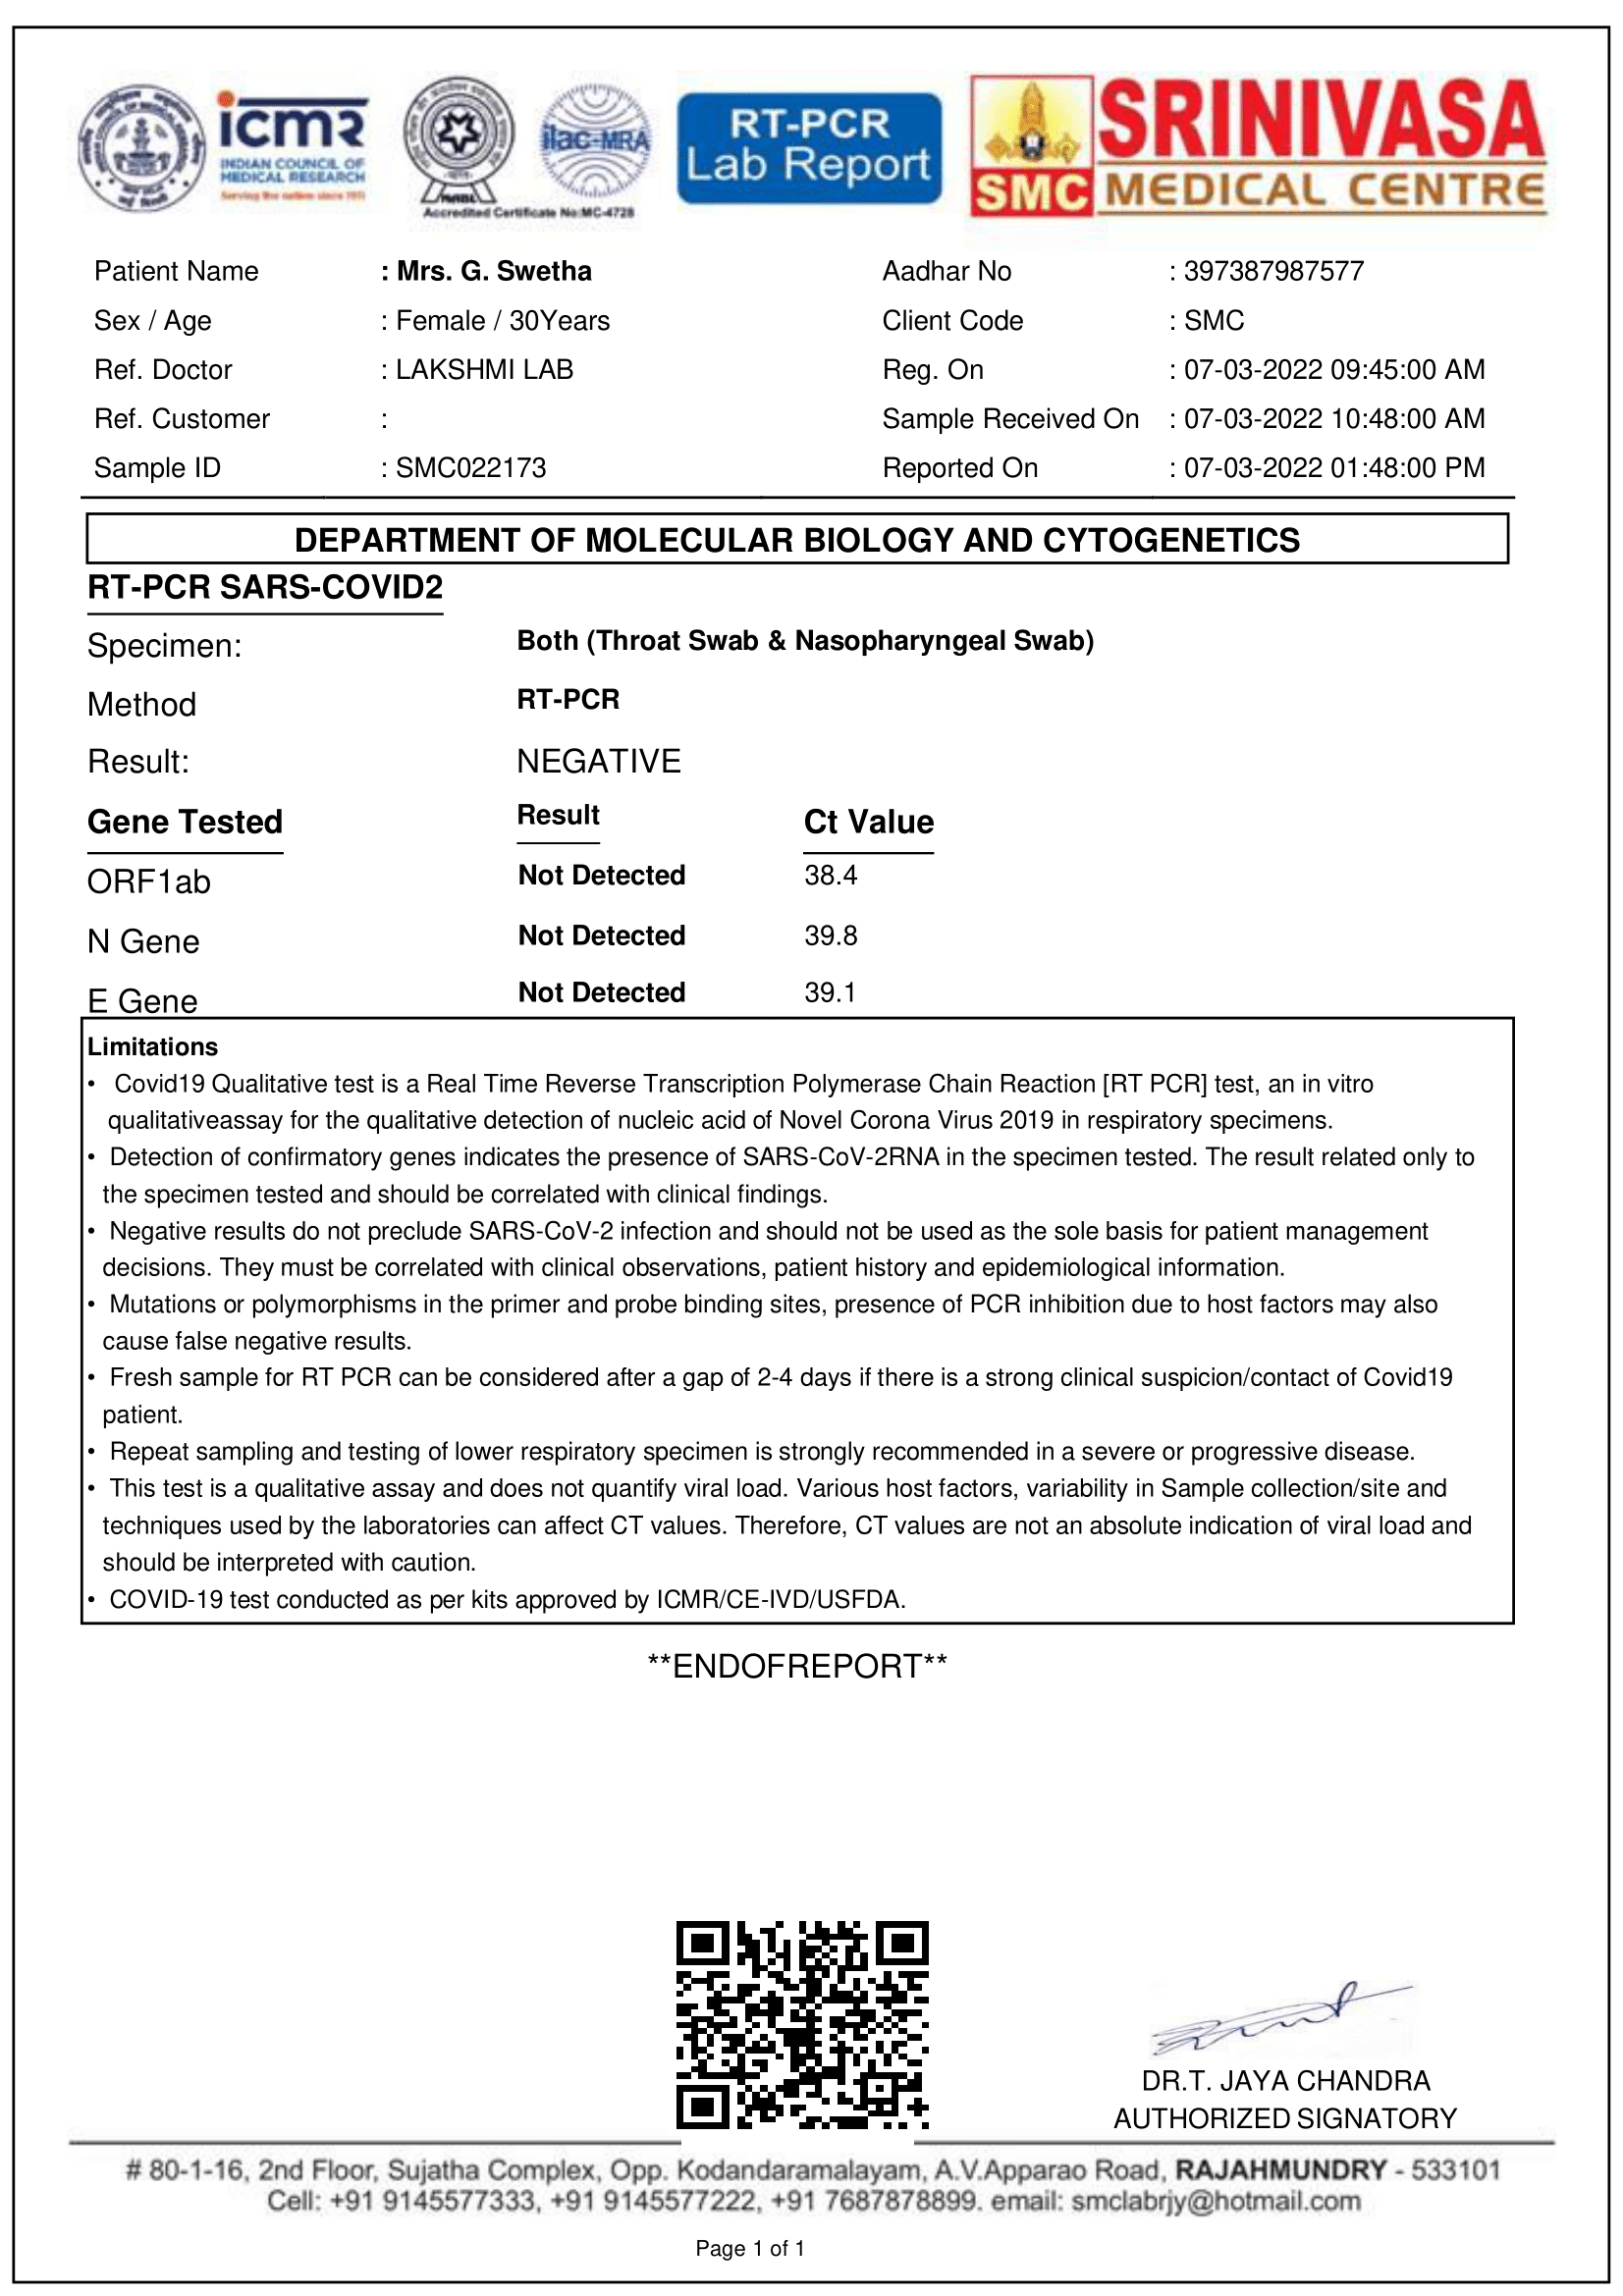 icmr
INDIAN COUNCIL OF
MEDICAL RESEARCH
Serving the nation since 1911
NABL
ilac-MRA
Accredited Certificate No:MC-4728
RT-PCR
Lab Report
SMC
SRINIVASA
MEDICAL CENTRE
Patient Name : Mrs. G. Swetha Aadhar No : 397387987577
Sex / Age : Female / 30Years Client Code : SMC
Ref. Doctor : LAKSHMI LAB Reg. On : 07-03-2022 09:45:00 AM
Ref. Customer : Sample Received On : 07-03-2022 10:48:00 AM
Sample ID : SMC022173 Reported On : 07-03-2022 01:48:00 PM
DEPARTMENT OF MOLECULAR BIOLOGY AND CYTOGENETICS
RT-PCR SARS-COVID2
Specimen: Both (Throat Swab & Nasopharyngeal Swab)
Method RT-PCR
Result: NEGATIVE
Gene Tested Result Ct Value
ORF1ab Not Detected 38.4
N Gene Not Detected 39.8
E Gene Not Detected 39.1
Limitations
• Covid19 Qualitative test is a Real Time Reverse Transcription Polymerase Chain Reaction [RT PCR] test, an in vitro
qualitativeassay for the qualitative detection of nucleic acid of Novel Corona Virus 2019 in respiratory specimens.
• Detection of confirmatory genes indicates the presence of SARS-CoV-2RNA in the specimen tested. The result related only to
the specimen tested and should be correlated with clinical findings.
• Negative results do not preclude SARS-CoV-2 infection and should not be used as the sole basis for patient management
decisions. They must be correlated with clinical observations, patient history and epidemiological information.
• Mutations or polymorphisms in the primer and probe binding sites, presence of PCR inhibition due to host factors may also
cause false negative results.
• Fresh sample for RT PCR can be considered after a gap of 2-4 days if there is a strong clinical suspicion/contact of Covid19
patient.
• Repeat sampling and testing of lower respiratory specimen is strongly recommended in a severe or progressive disease.
• This test is a qualitative assay and does not quantify viral load. Various host factors, variability in Sample collection/site and
techniques used by the laboratories can affect CT values. Therefore, CT values are not an absolute indication of viral load and
should be interpreted with caution.
• COVID-19 test conducted as per kits approved by ICMR/CE-IVD/USFDA.
**ENDOFREPORT**
DR.T. JAYA CHANDRA
AUTHORIZED SIGNATORY
# 80-1-16, 2nd Floor, Sujatha Complex, Opp. Kodandaramalayam, A.V.Apparao Road, RAJAHMUNDRY - 533101
Cell: +91 9145577333, +91 9145577222, +91 7687878899. email: smclabrjy@hotmail.com
Page 1 of 1